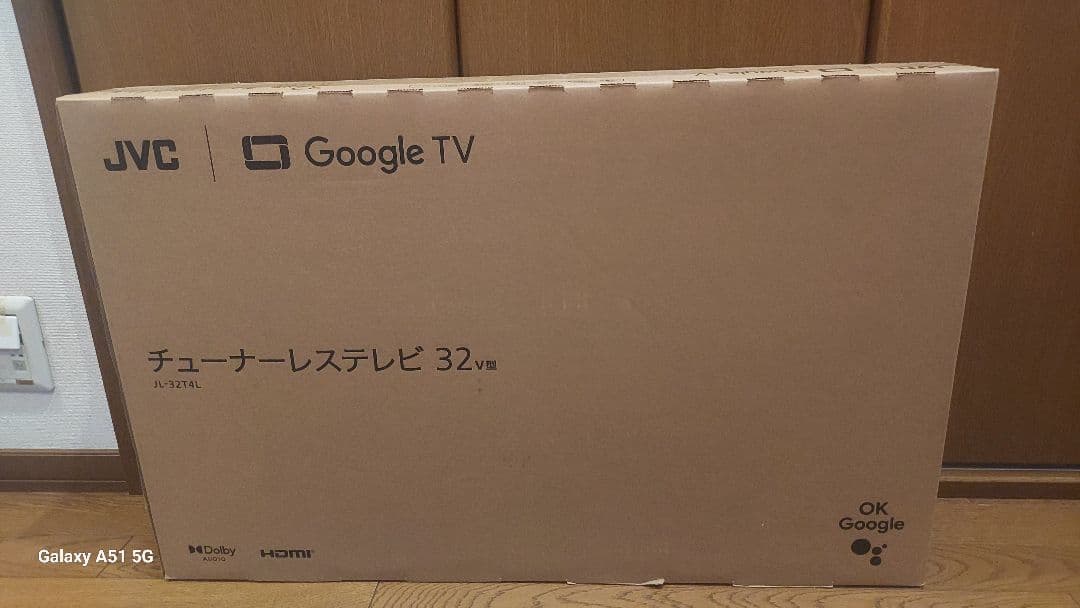 JVC
Google TV
チューナーレステレビ 32V型
JL-32T4L
OK
Google
Dolby
AUDIO
HDMI
Galaxy A51 5G